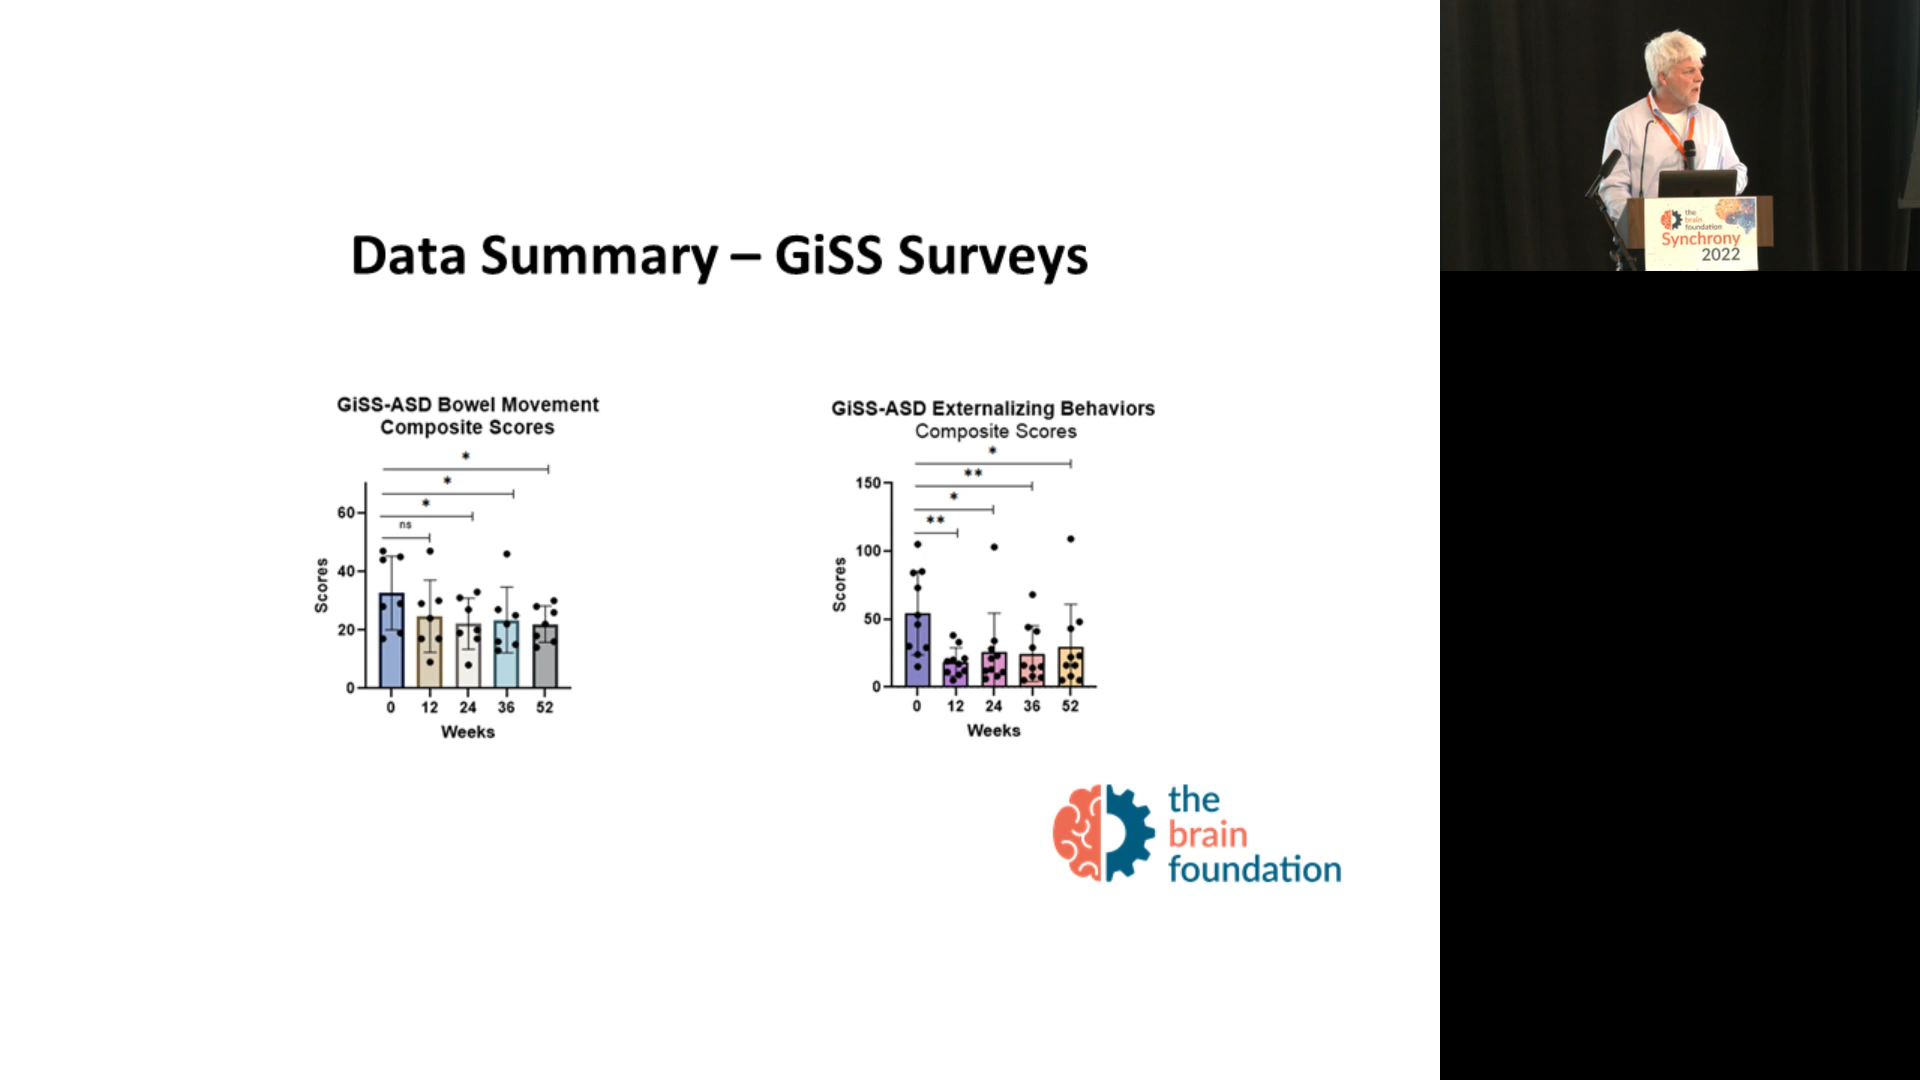 Data Summary – GiSS Surveys
GiSS-ASD Bowel Movement
Composite Scores
*
*
*
ns
60
40
20
0
Scores
0 12 24 36 52
Weeks
GiSS-ASD Externalizing Behaviors
Composite Scores
*
**
*
**
150
100
50
0
Scores
0 12 24 36 52
Weeks
the
brain
foundation
the
brain
foundation
Synchrony
2022